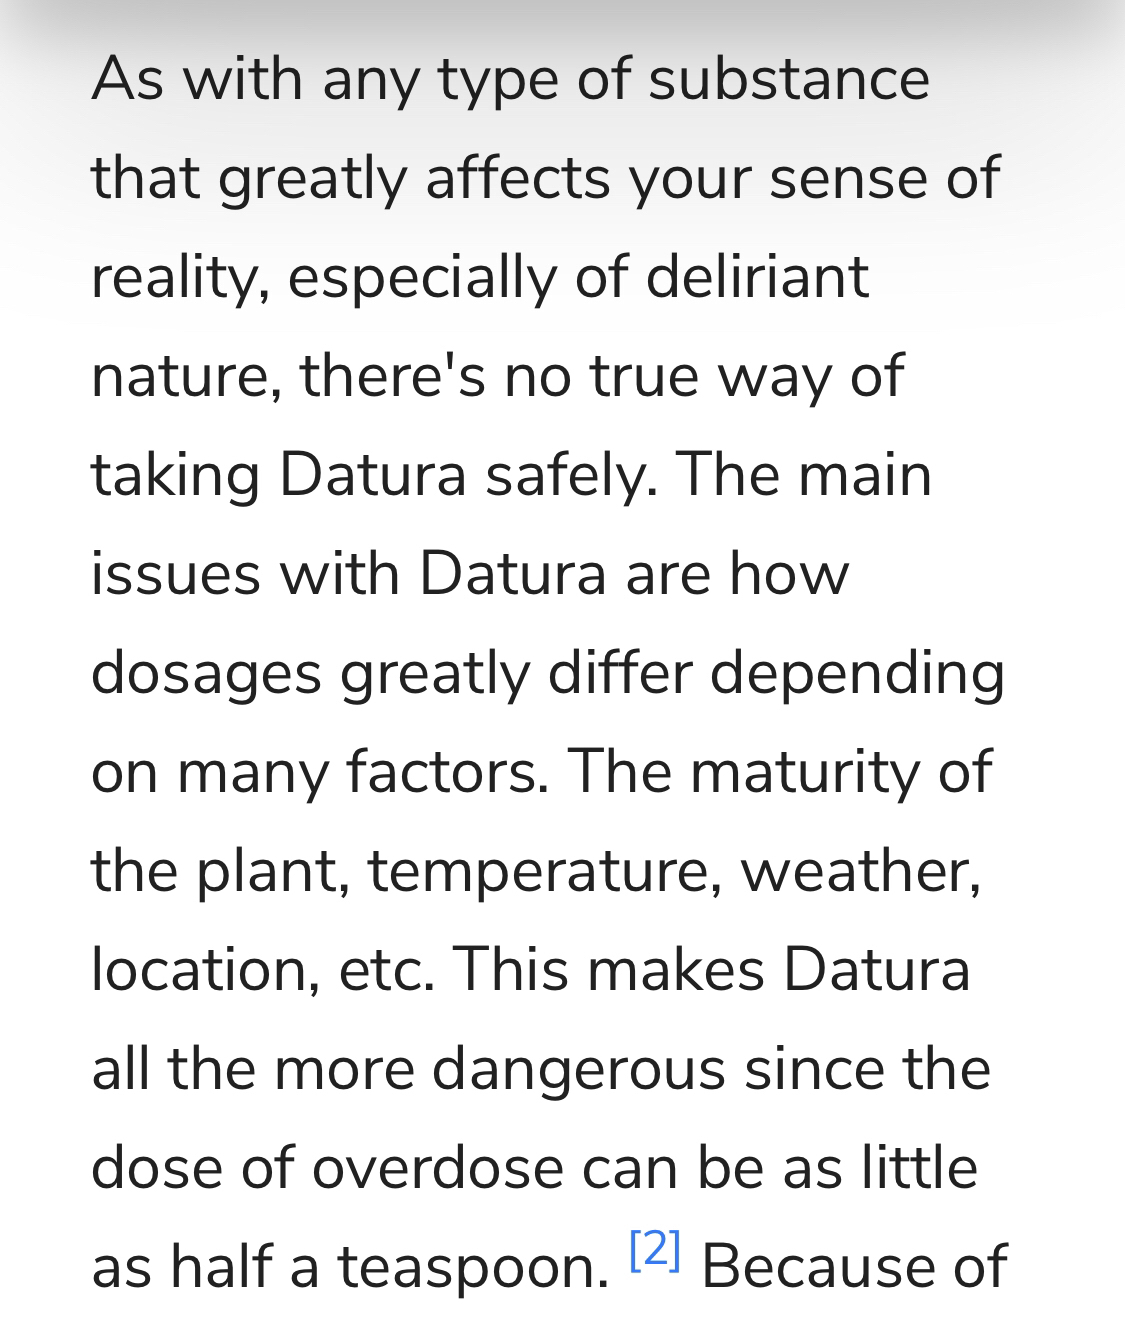 As with any type of substance
that greatly affects your sense of
reality, especially of deliriant
nature, there's no true way of
taking Datura safely. The main
issues with Datura are how
dosages greatly differ depending
on many factors. The maturity of
the plant, temperature, weather,
location, etc. This makes Datura
all the more dangerous since the
dose of overdose can be as little
as half a teaspoon. [2] Because of